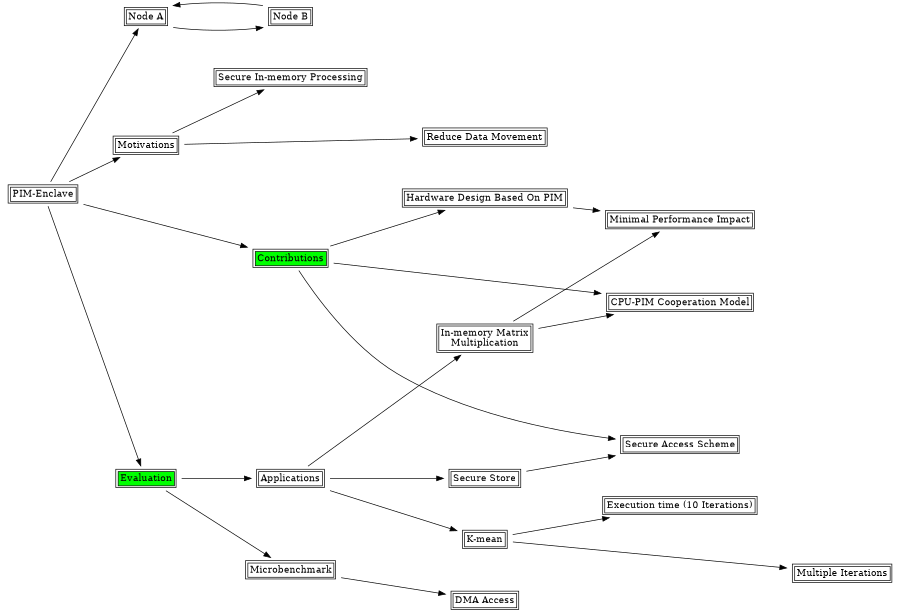 Node A
Node B
Secure In-memory Processing
Motivations
Reduce Data Movement
PIM-Enclave
Hardware Design Based On PIM
Minimal Performance Impact
Contributions
CPU-PIM Cooperation Model
In-memory Matrix
Multiplication
Secure Access Scheme
Evaluation
Applications
Secure Store
Execution time (10 Iterations)
K-mean
Microbenchmark
Multiple Iterations
DMA Access